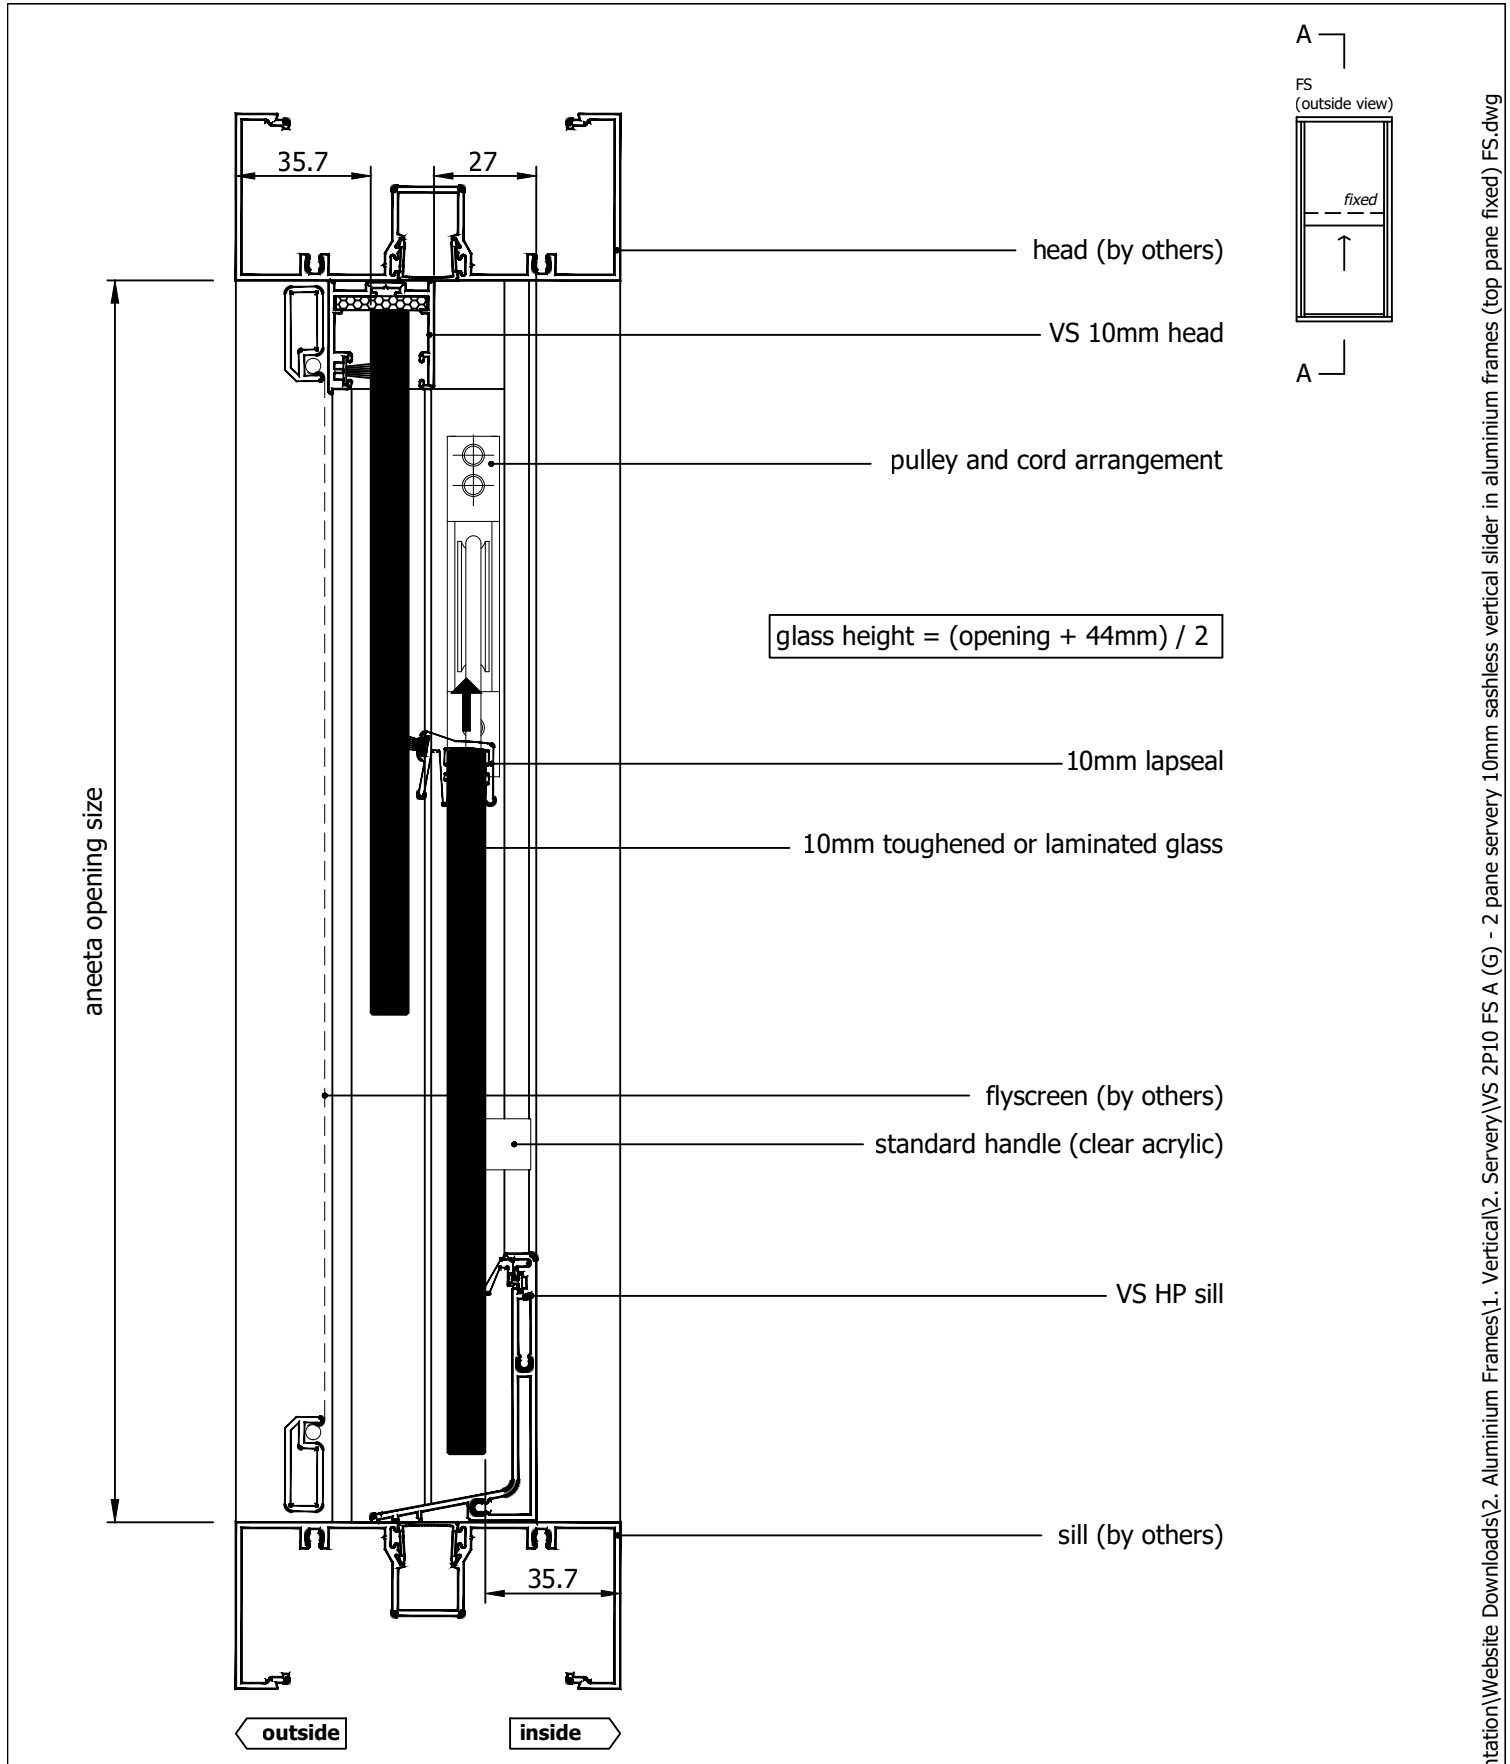 A
FS
(outside view)
fixed
A
35.7
27
head (by others)
VS 10mm head
pulley and cord arrangement
glass height = (opening + 44mm) / 2
10mm lapseal
10mm toughened or laminated glass
aneeta opening size
flyscreen (by others)
standard handle (clear acrylic)
VS HP sill
sill (by others)
35.7
outside
inside
ntation\Website Downloads\2. Aluminium Frames\1. Vertical\2. Servery\VS 2P10 FS A (G) - 2 pane servery 10mm sashless vertical slider in aluminium frames (top pane fixed) FS.dwg